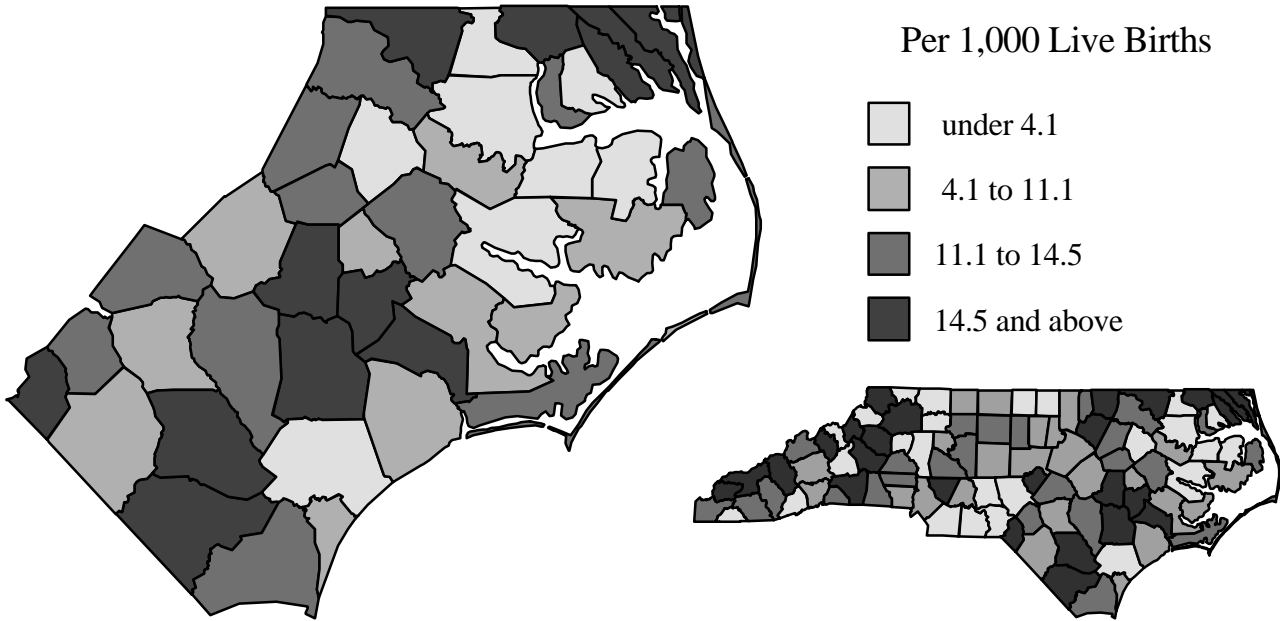 Per 1,000 Live Births
under 4.1
4.1 to 11.1
11.1 to 14.5
14.5 and above